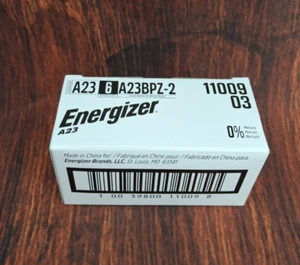 A23 6 A23BPZ-2
11009
03
Energizer
A23
0%
Made in China for: / Fabriqué en Chine pour: / Fabricado en China para:
Energizer Brands, LLC. St. Louis, MO 63141
1 00 39800 11009 8